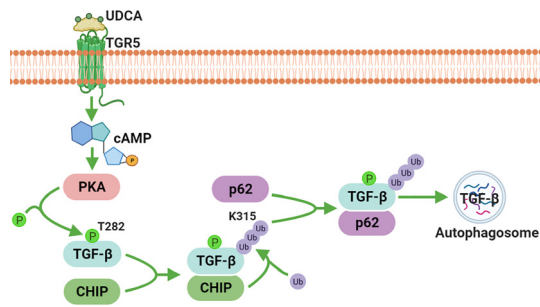 UDCA
TGR5
cAMP
P
PKA
P
P
T282
TGF-β
CHIP
P
K315
Ub
Ub
Ub
TGF-β
CHIP
Ub
p62
P
Ub
Ub
Ub
TGF-β
p62
TGF-β
Autophagosome